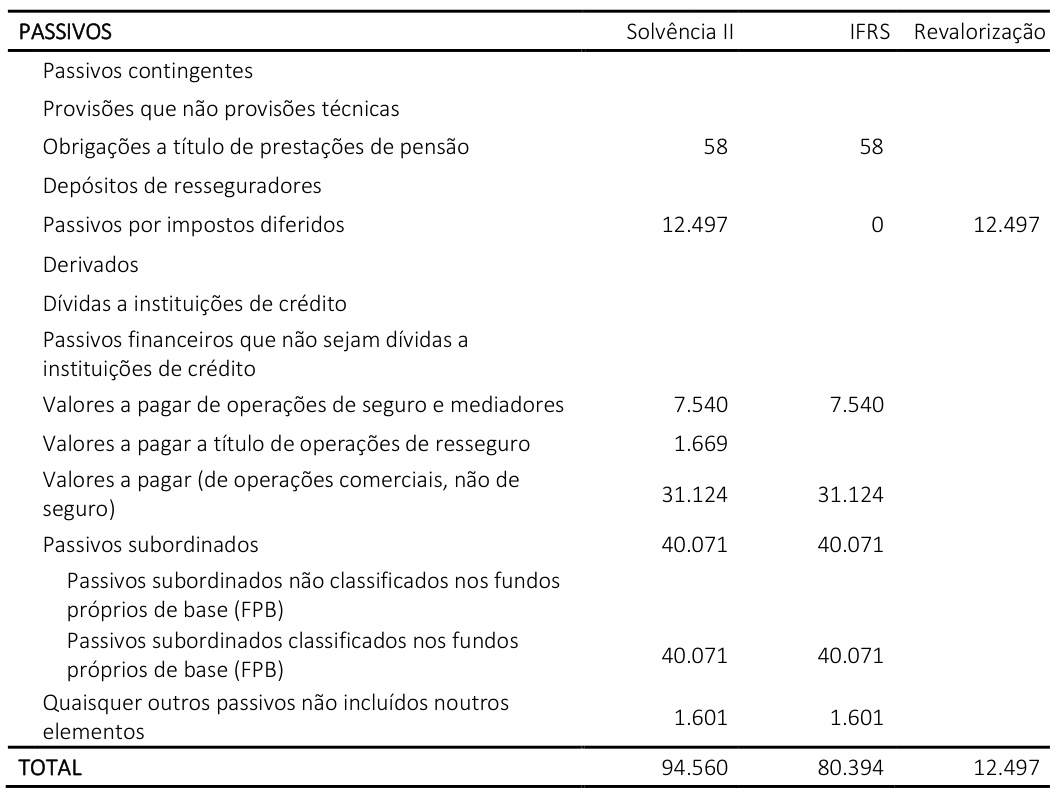 PASSIVOS Solvência II IFRS Revalorização
Passivos contingentes
Provisões que não provisões técnicas
Obrigações a título de prestações de pensão 58 58
Depósitos de resseguradores
Passivos por impostos diferidos 12.497 0 12.497
Derivados
Dívidas a instituições de crédito
Passivos financeiros que não sejam dívidas a
instituições de crédito
Valores a pagar de operações de seguro e mediadores 7.540 7.540
Valores a pagar a título de operações de resseguro 1.669
Valores a pagar (de operações comerciais, não de
seguro) 31.124 31.124
Passivos subordinados 40.071 40.071
Passivos subordinados não classificados nos fundos
próprios de base (FPB)
Passivos subordinados classificados nos fundos
próprios de base (FPB) 40.071 40.071
Quaisquer outros passivos não incluídos noutros
elementos 1.601 1.601
TOTAL 94.560 80.394 12.497